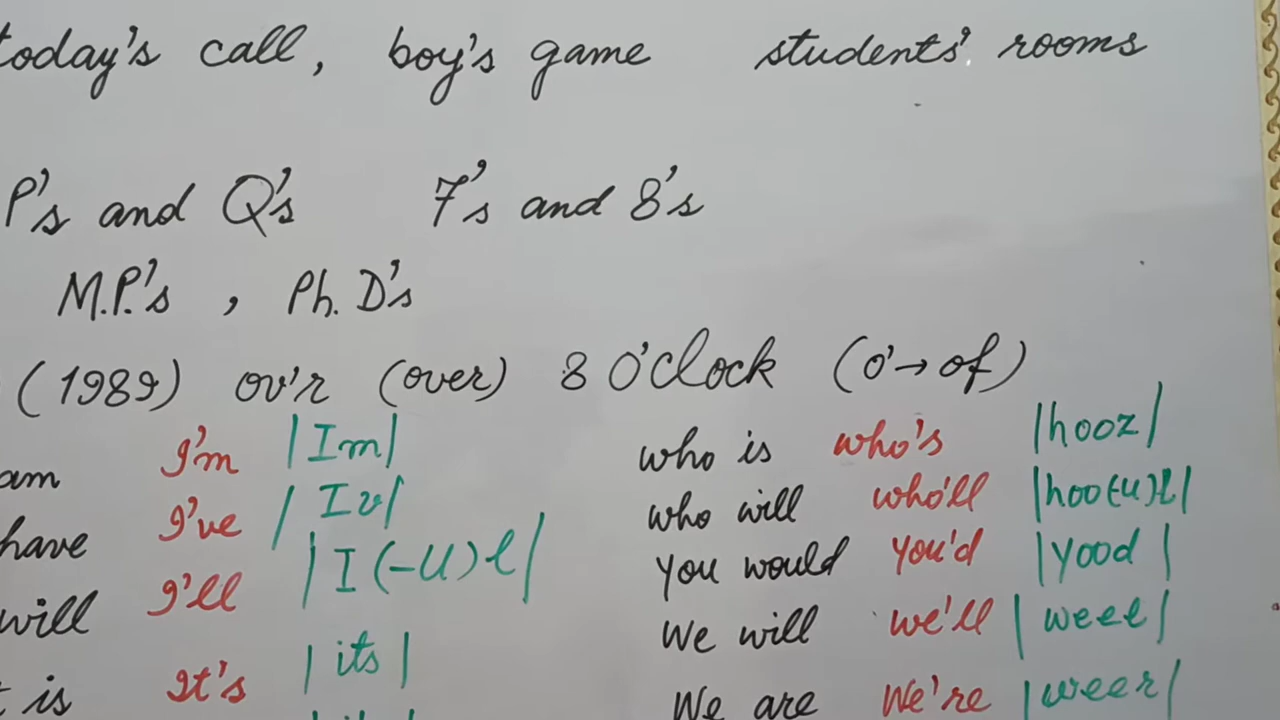 today's call, boy's game students' rooms
P's and Q's 7's and 8's
M.P.'s , Ph. D's
(1989) ov'r (over) 8 O'clock (o' → of)
am I'm |Im| who is who's |hooz|
have I've |Iv| who will who'll |hoo(-u)l|
will I'll |I(-u)l| you would you'd |yood|
We will we'll |weel|
is It's |its| We are We're |weer|